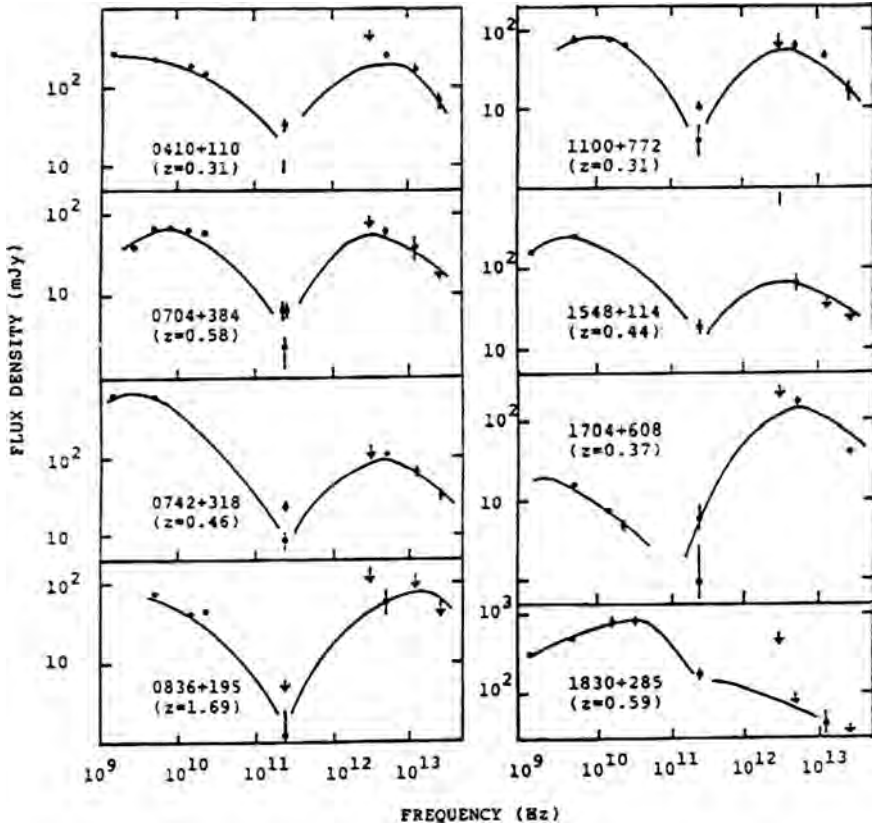 FLUX DENSITY (mJy)
10²
10
0410+110
(z=0.31)
10²
10
0704+384
(z=0.58)
10²
10
0742+318
(z=0.46)
10²
10
0836+195
(z=1.69)
10⁹ 10¹⁰ 10¹¹ 10¹² 10¹³
10²
10
1100+772
(z=0.31)
10²
10
1548+114
(z=0.44)
10²
10
1704+608
(z=0.37)
10³
10²
1830+285
(z=0.59)
10⁹ 10¹⁰ 10¹¹ 10¹² 10¹³
FREQUENCY (Hz)